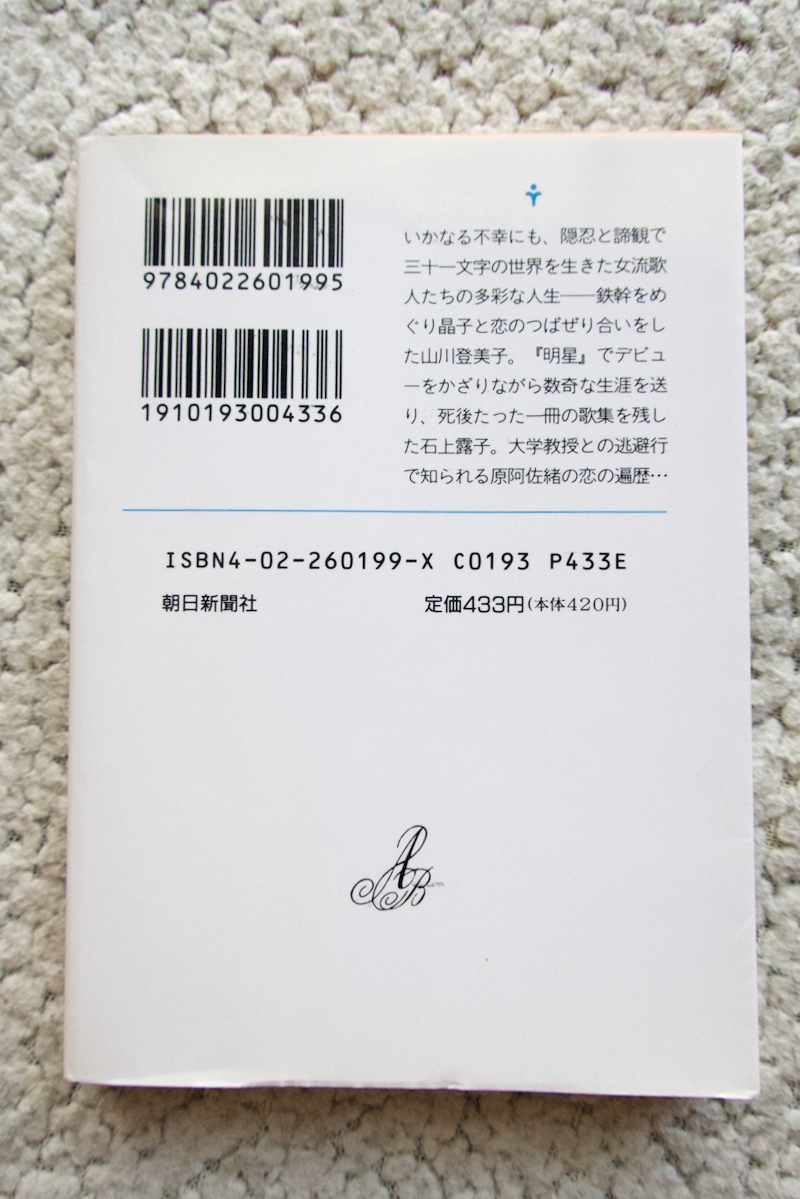 9784022601995
1910193004336
いかなる不幸にも、隠忍と諦観で
三十一文字の世界を生きた女流歌
人たちの多彩な人生――鉄幹をめ
ぐり晶子と恋のつばぜり合いをし
た山川登美子。『明星』でデビュ
ーをかざりながら数奇な生涯を送
り、死後たった一冊の歌集を残し
た石上露子。大学教授との逃避行
で知られる原阿佐緒の恋の遍歴…
ISBN4-02-260199-X C0193 P433E
朝日新聞社 定価433円(本体420円)
AB